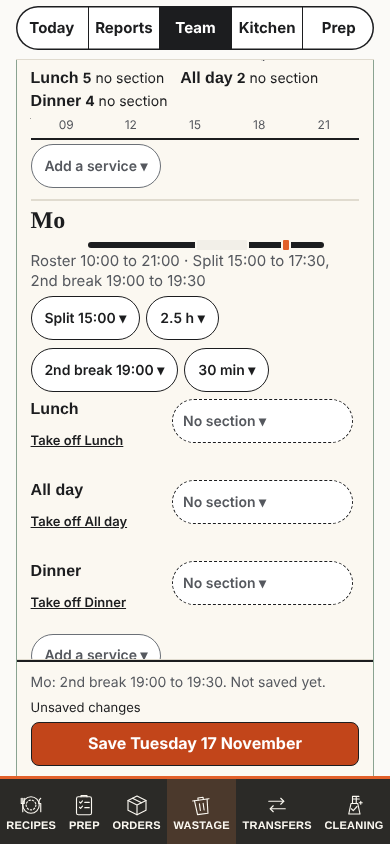 Today Reports Team Kitchen Prep
Lunch 5 no section All day 2 no section
Dinner 4 no section
09 12 15 18 21
Add a service ▾
Mo
Roster 10:00 to 21:00 · Split 15:00 to 17:30,
2nd break 19:00 to 19:30
Split 15:00 ▾ 2.5 h ▾
2nd break 19:00 ▾ 30 min ▾
Lunch No section ▾
Take off Lunch
All day No section ▾
Take off All day
Dinner No section ▾
Take off Dinner
Add a service ▾
Mo: 2nd break 19:00 to 19:30. Not saved yet.
Unsaved changes
Save Tuesday 17 November
RECIPES PREP ORDERS WASTAGE TRANSFERS CLEANING